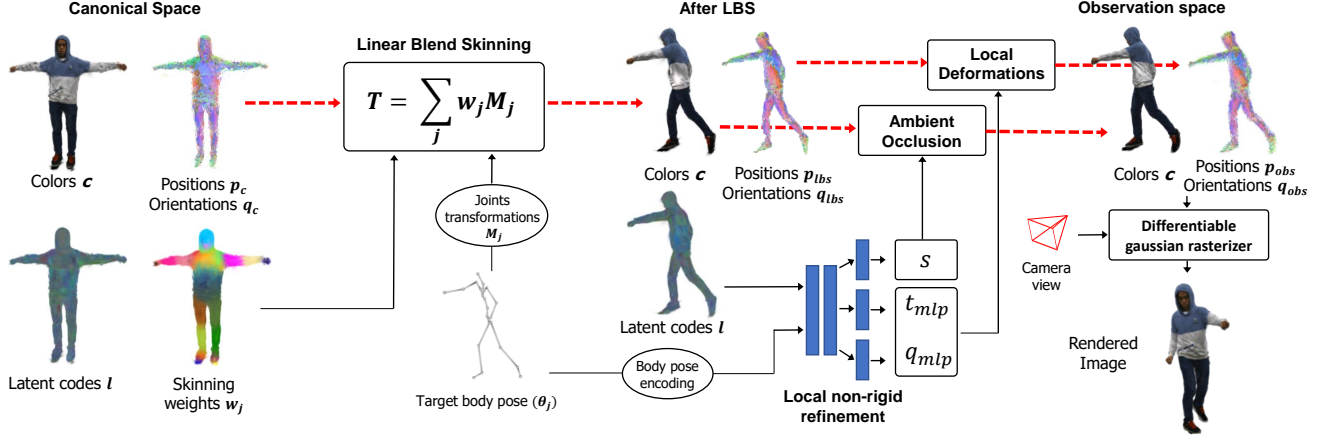 Canonical Space
After LBS
Observation space
Linear Blend Skinning
T = ∑ w_j M_j
j
Local
Deformations
Ambient
Occlusion
Colors c
Positions p_c
Orientations q_c
Joints
transformations
M_j
Colors c
Positions p_lbs
Orientations q_lbs
Colors c
Positions p_obs
Orientations q_obs
Differentiable
gaussian rasterizer
Camera
view
s
t_mlp
q_mlp
Latent codes l
Skinning
weights w_j
Target body pose (θ_j)
Latent codes l
Body pose
encoding
Local non-rigid
refinement
Rendered
Image